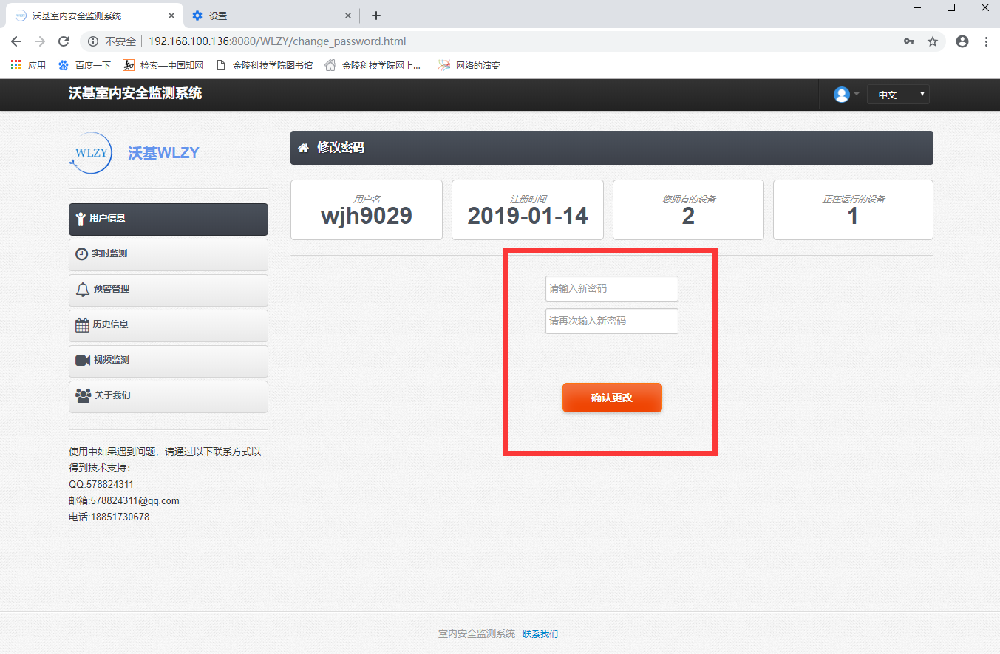 沃基室内安全监测系统
设置
不安全
192.168.100.136:8080/WLZY/change_password.html
应用
百度一下
知
检索—中国知网
金陵科技学院图书馆
金陵科技学院网上...
网络的演变
沃基室内安全监测系统
中文
WLZY
沃基WLZY
用户信息
实时监测
预警管理
历史信息
视频监测
关于我们
使用中如果遇到问题，请通过以下联系方式以
得到技术支持：
QQ:578824311
邮箱:578824311@qq.com
电话:18851730678
修改密码
用户名
wjh9029
注册时间
2019-01-14
您拥有的设备
2
正在运行的设备
1
请输入新密码
请再次输入新密码
确认更改
室内安全监测系统 联系我们